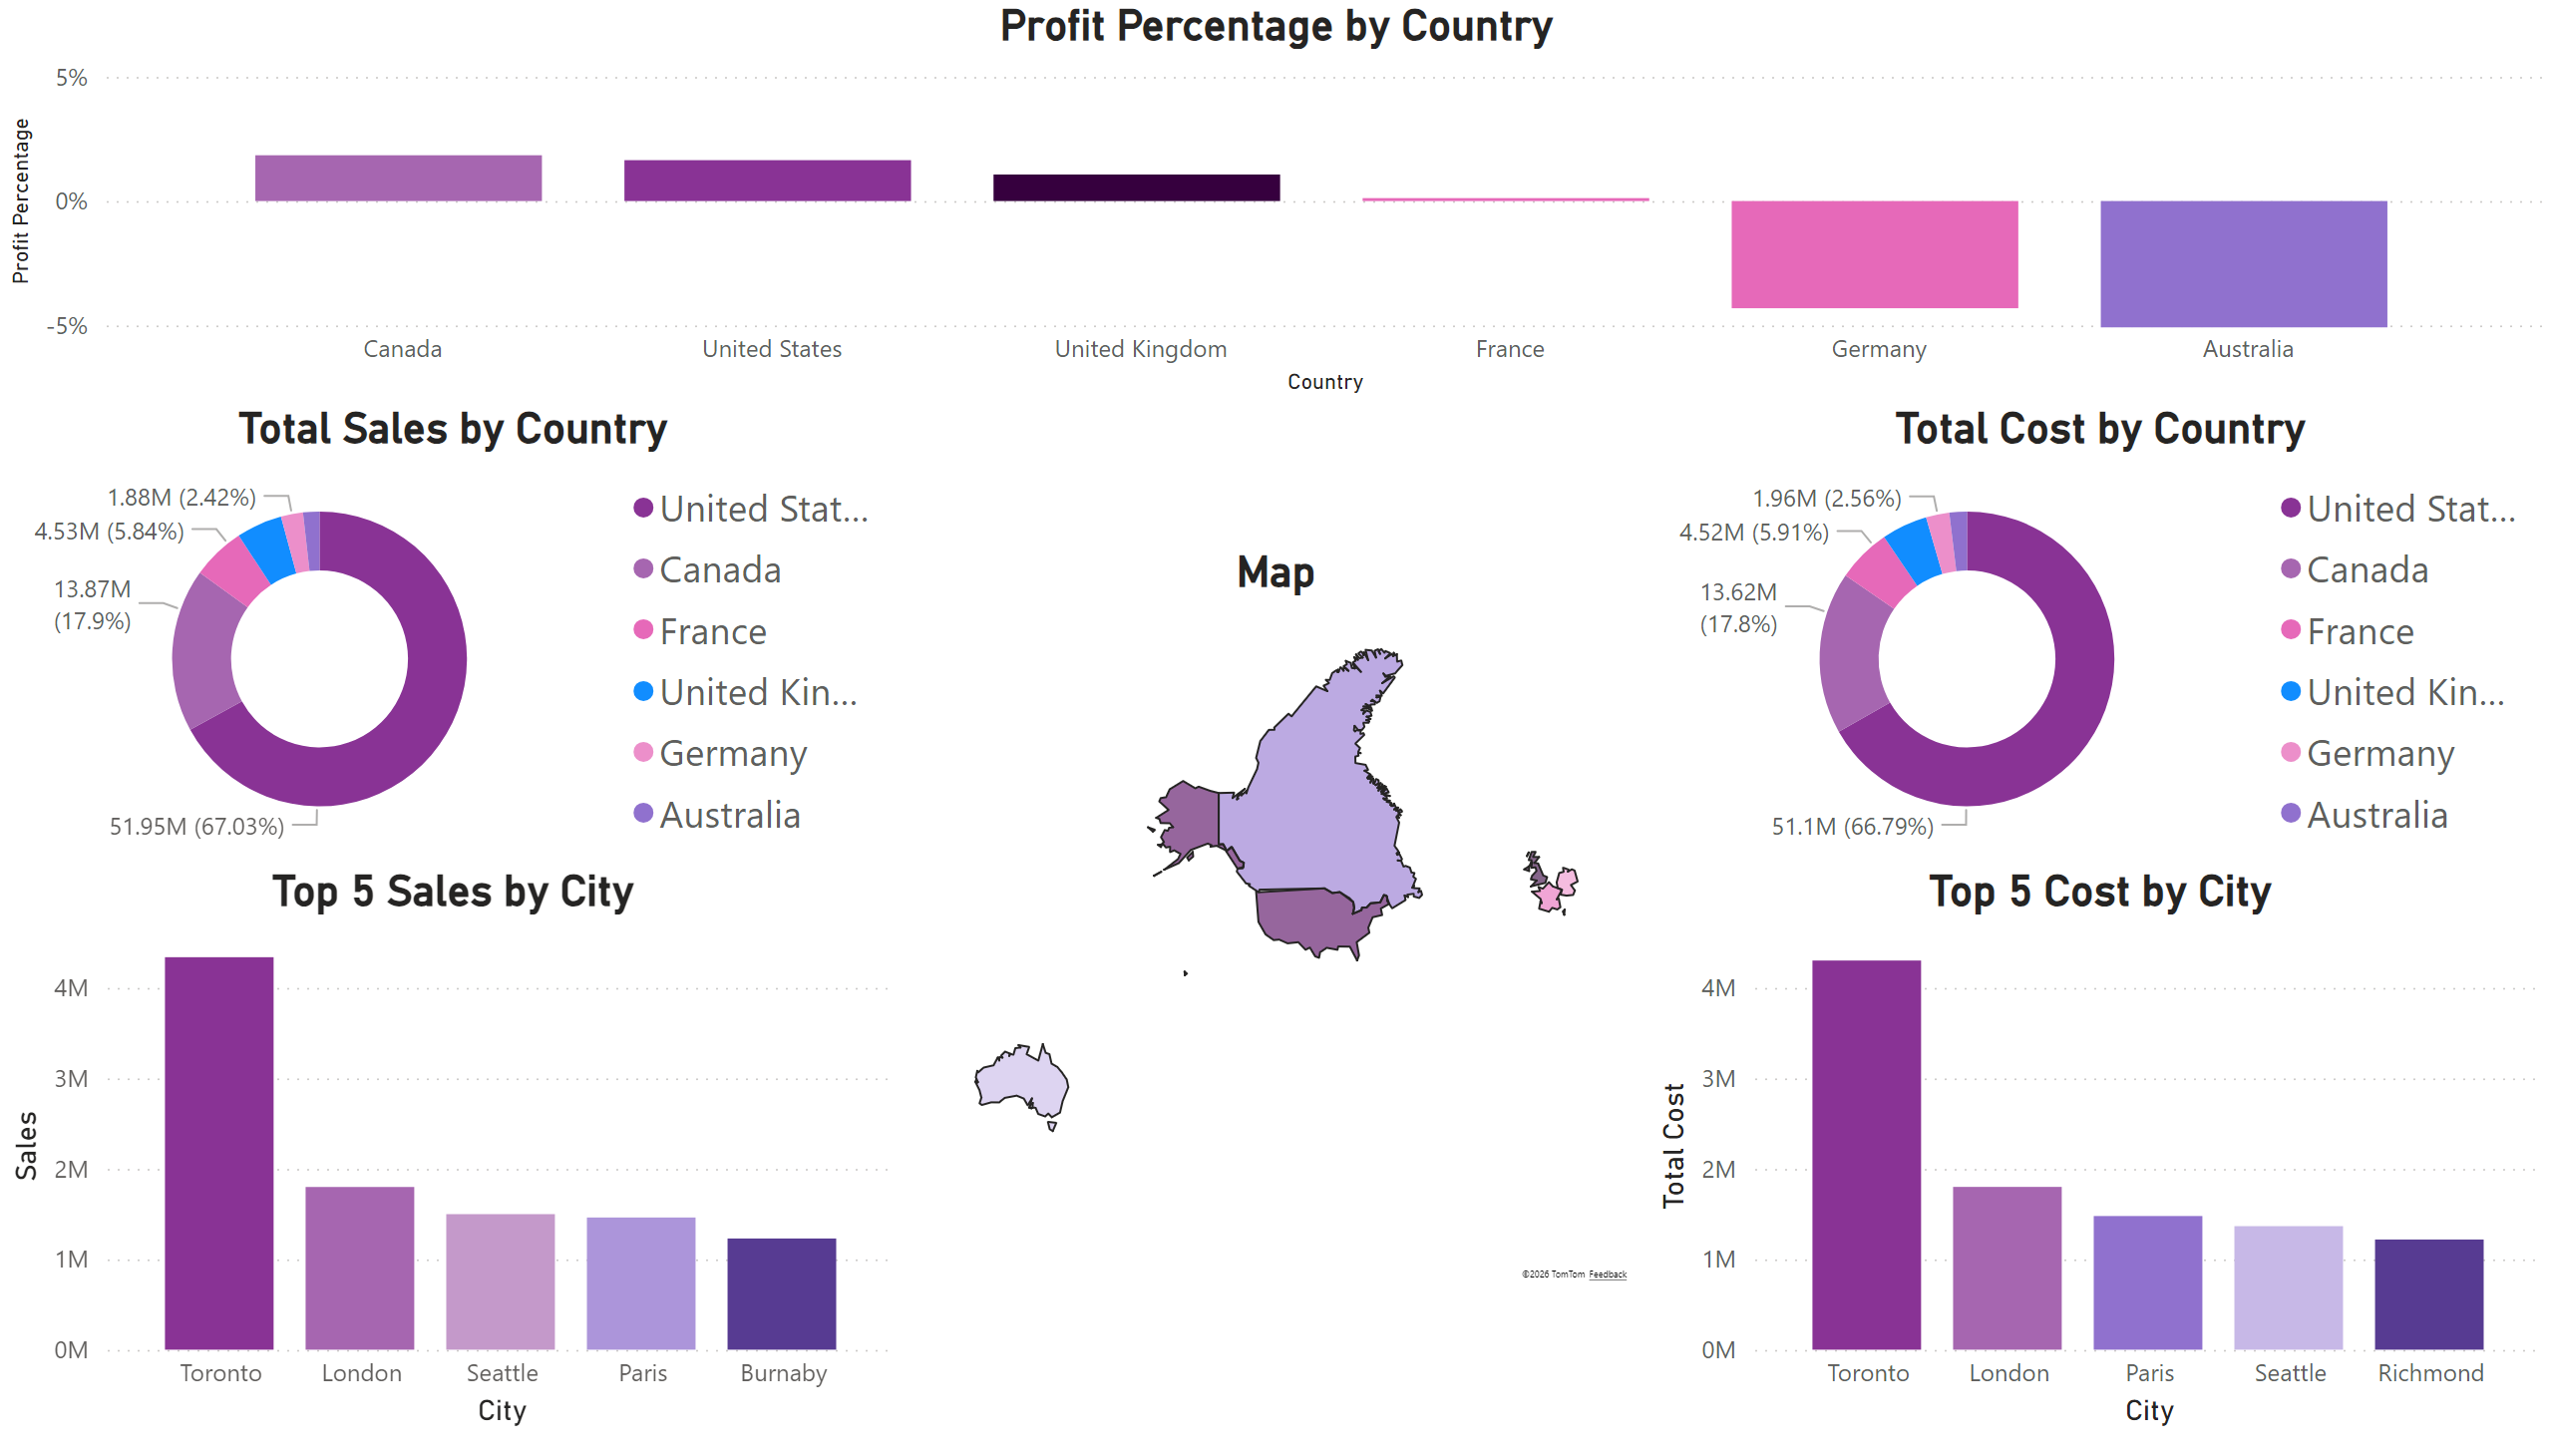 Profit Percentage by Country
Profit Percentage
5%
0%
-5%
Canada
United States
United Kingdom
France
Germany
Australia
Country
Total Sales by Country
1.88M (2.42%)
4.53M (5.84%)
13.87M
(17.9%)
51.95M (67.03%)
United Stat...
Canada
France
United Kin...
Germany
Australia
Map
©2026 TomTom Feedback
Total Cost by Country
1.96M (2.56%)
4.52M (5.91%)
13.62M
(17.8%)
51.1M (66.79%)
United Stat...
Canada
France
United Kin...
Germany
Australia
Top 5 Sales by City
Sales
4M
3M
2M
1M
0M
Toronto
London
Seattle
Paris
Burnaby
City
Top 5 Cost by City
Total Cost
4M
3M
2M
1M
0M
Toronto
London
Paris
Seattle
Richmond
City